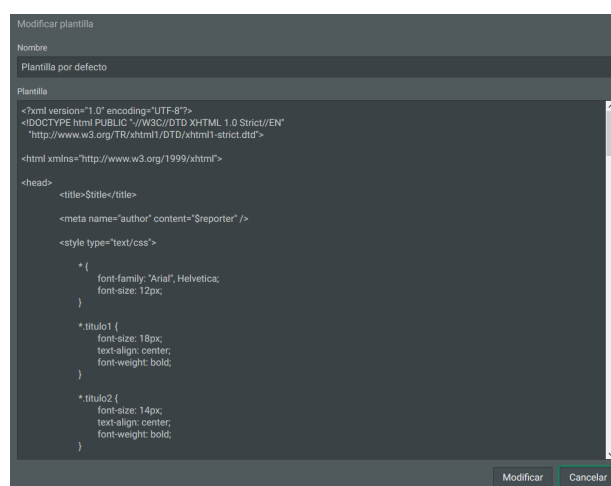 Modificar plantilla
Nombre
Plantilla por defecto
Plantilla
<?xml version="1.0" encoding="UTF-8"?>
<!DOCTYPE html PUBLIC "-//W3C//DTD XHTML 1.0 Strict//EN"
"http://www.w3.org/TR/xhtml1/DTD/xhtml1-strict.dtd">
<html xmlns="http://www.w3.org/1999/xhtml">
<head>
<title>$title</title>
<meta name="author" content="$reporter" />
<style type="text/css">
* {
font-family: "Arial", Helvetica;
font-size: 12px;
}
*.titulo1 {
font-size: 18px;
text-align: center;
font-weight: bold;
}
*.titulo2 {
font-size: 14px;
text-align: center;
font-weight: bold;
}
Modificar Cancelar